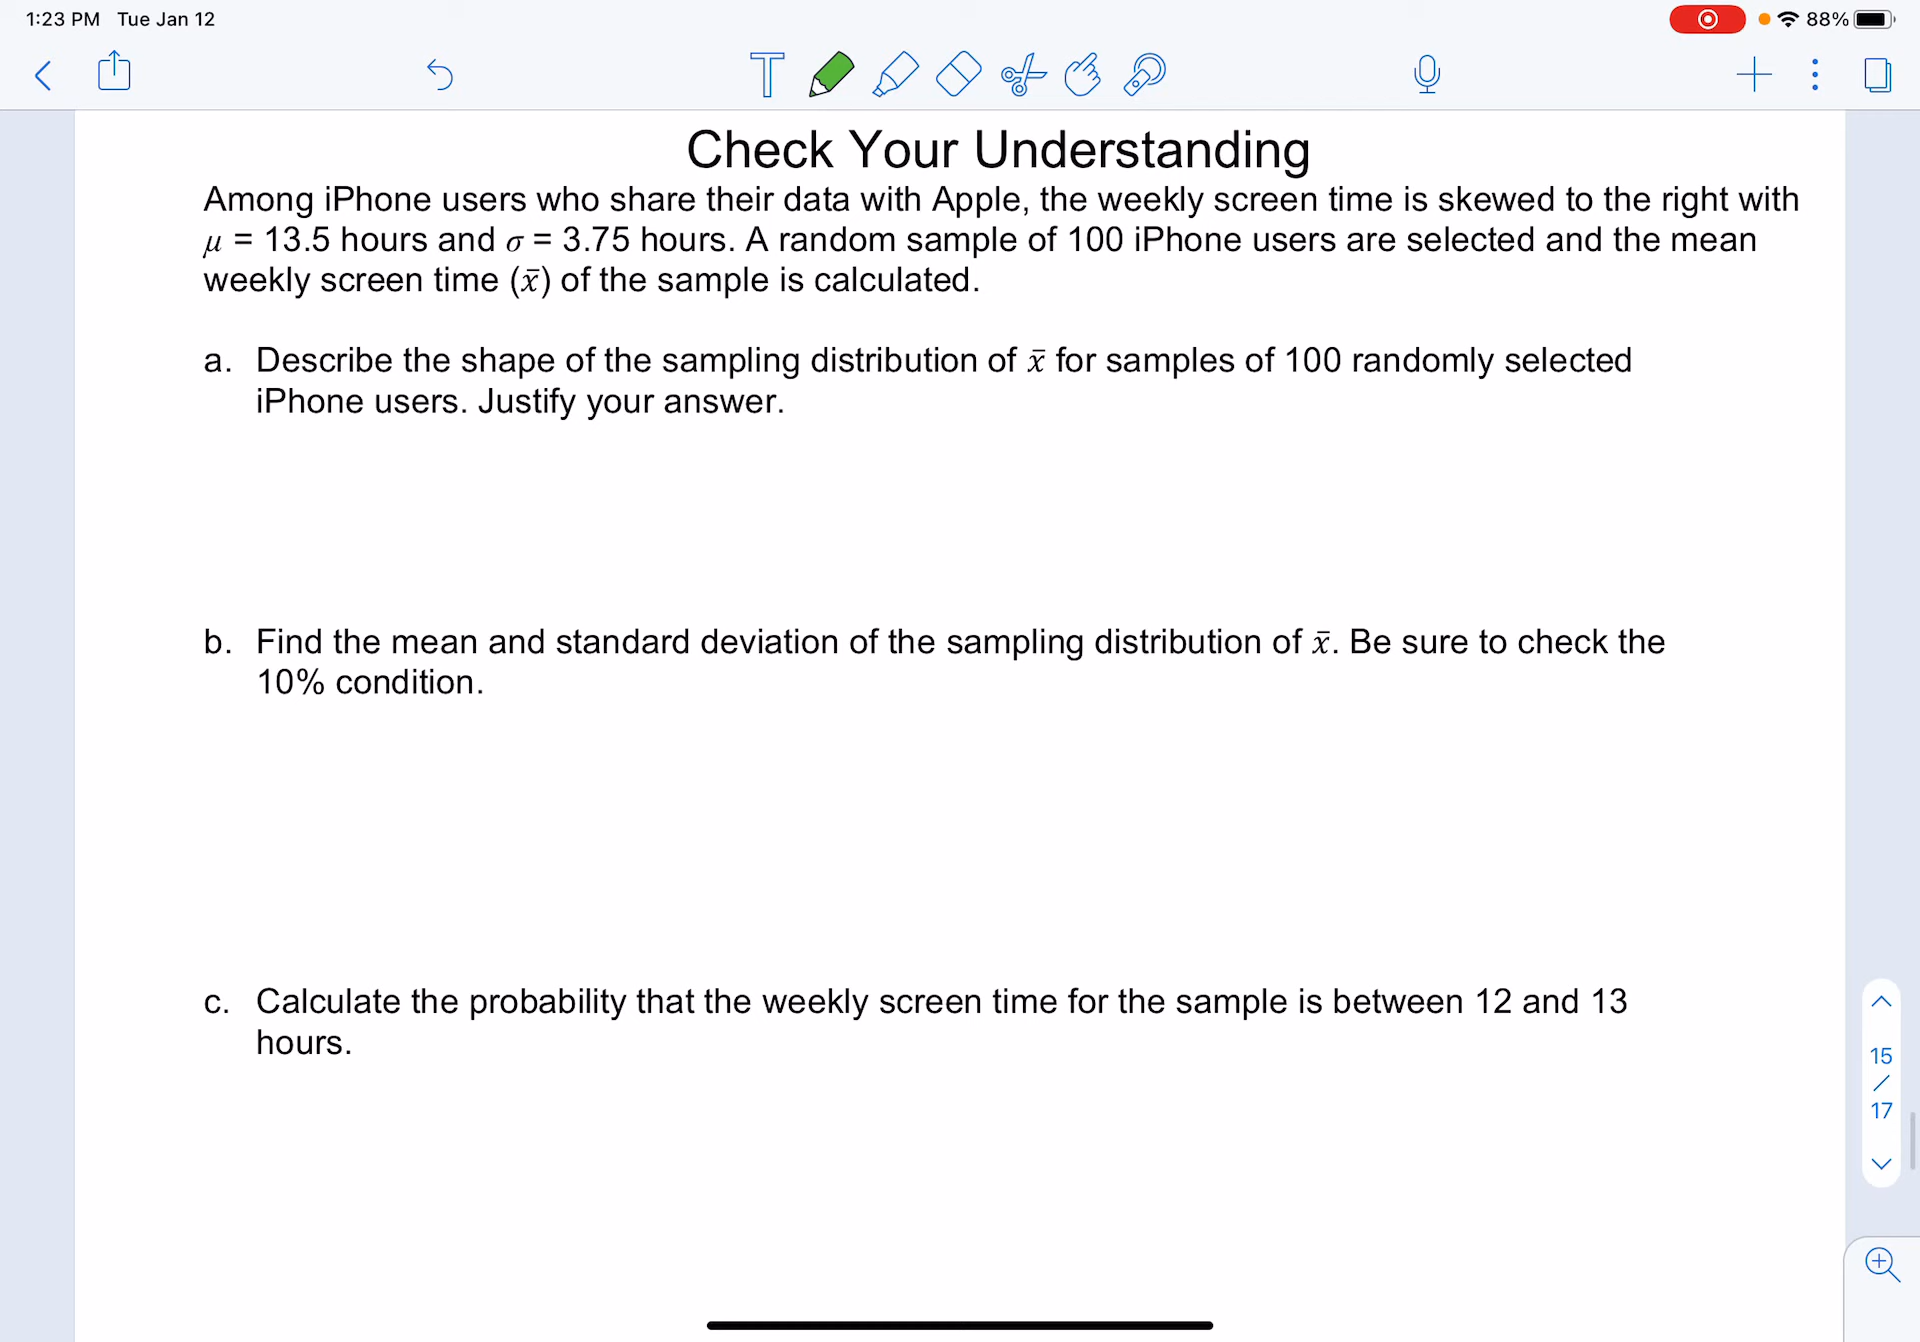 1:23 PM Tue Jan 12
88%
Check Your Understanding
Among iPhone users who share their data with Apple, the weekly screen time is skewed to the right with
μ = 13.5 hours and σ = 3.75 hours. A random sample of 100 iPhone users are selected and the mean
weekly screen time (x̄) of the sample is calculated.
a. Describe the shape of the sampling distribution of x̄ for samples of 100 randomly selected
iPhone users. Justify your answer.
b. Find the mean and standard deviation of the sampling distribution of x̄. Be sure to check the
10% condition.
c. Calculate the probability that the weekly screen time for the sample is between 12 and 13
hours.
15
/
17